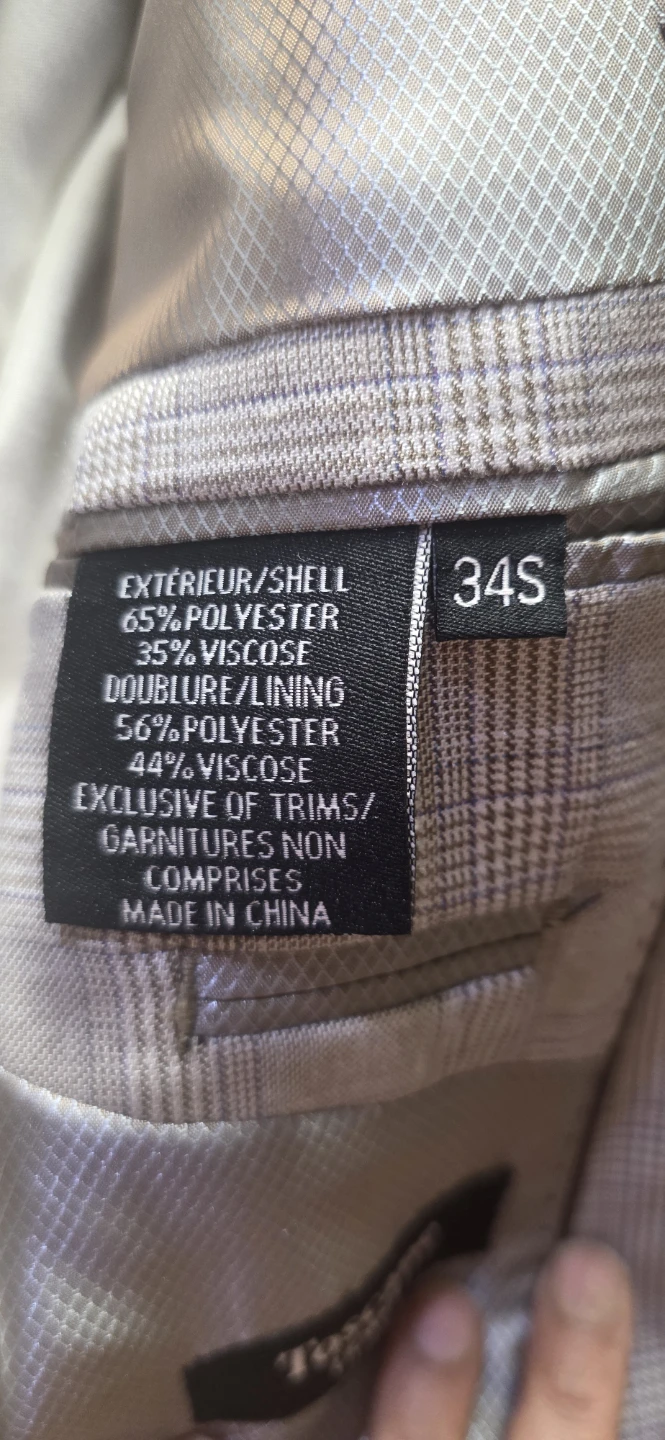 EXTÉRIEUR/SHELL
65%POLYESTER
35%VISCOSE
DOUBLURE/LINING
56%POLYESTER
44%VISCOSE
EXCLUSIVE OF TRIMS/
GARNITURES NON
COMPRISES
MADE IN CHINA
34S